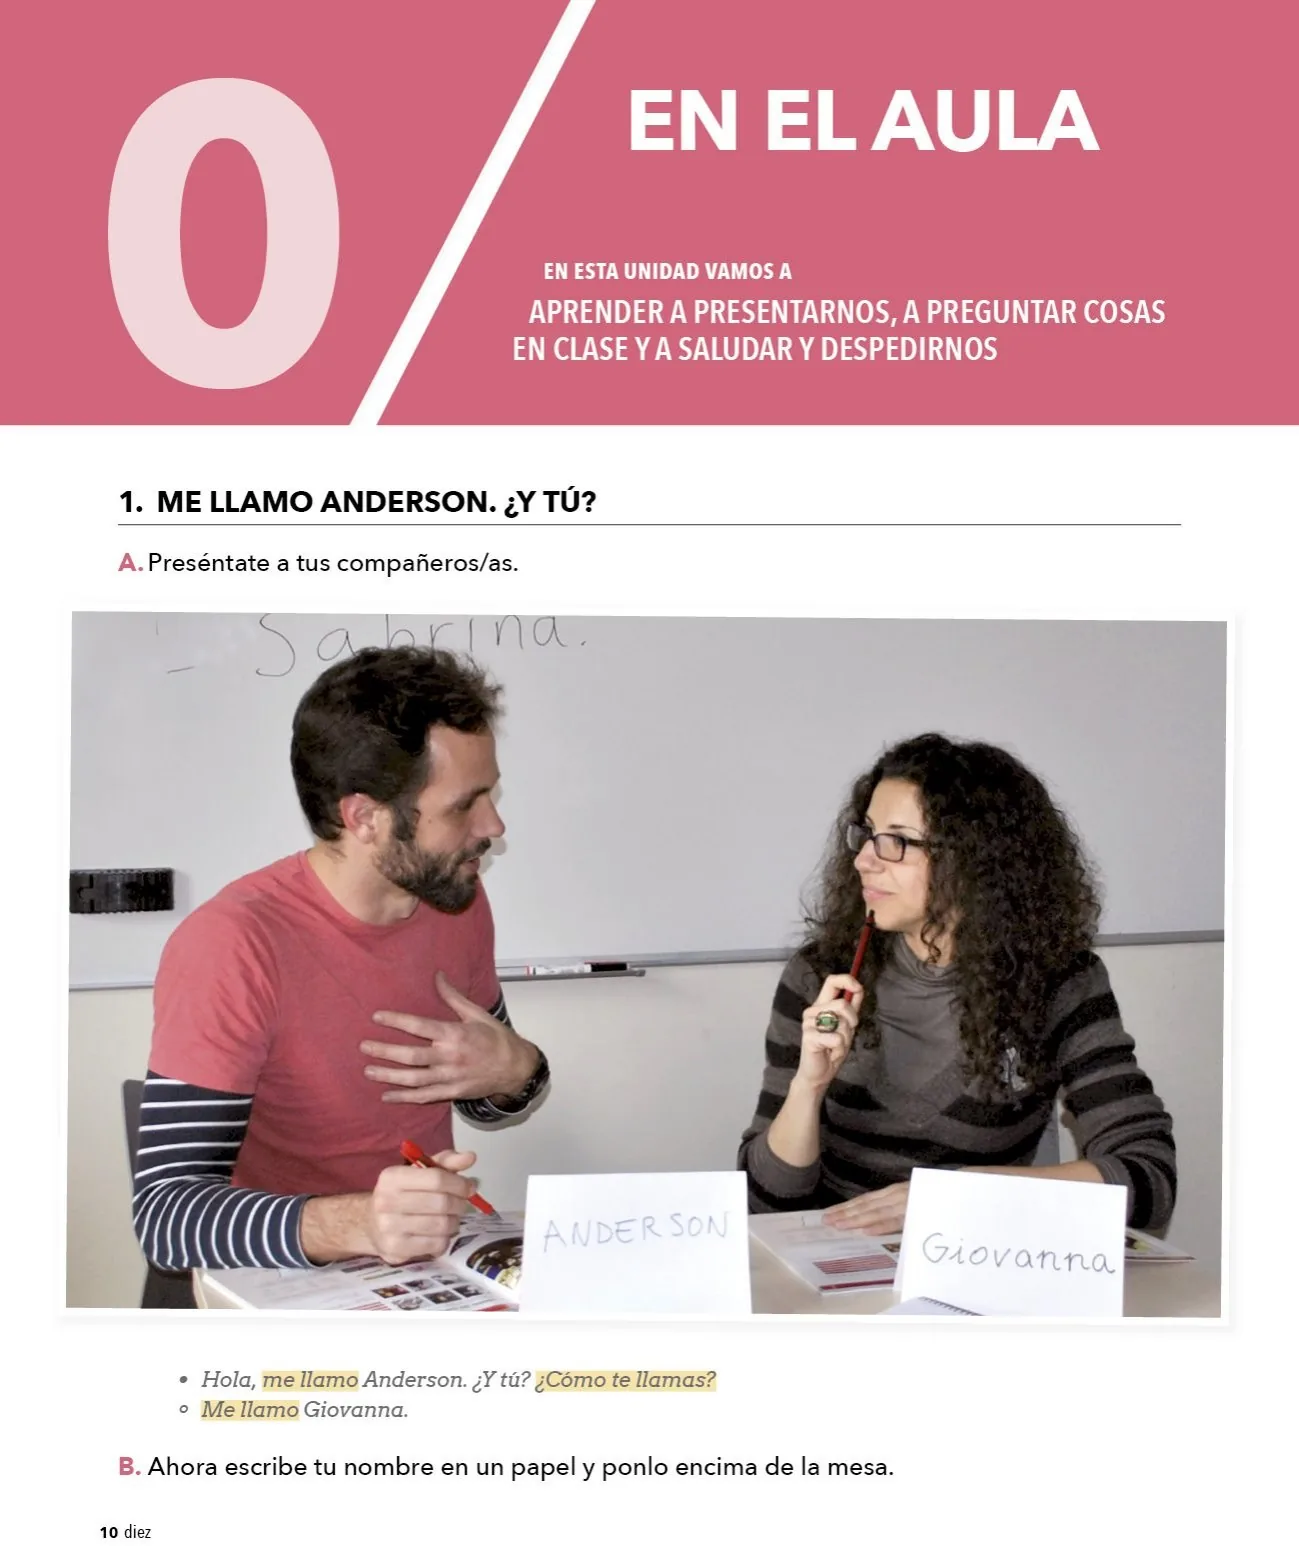 0
EN EL AULA
EN ESTA UNIDAD VAMOS A
APRENDER A PRESENTARNOS, A PREGUNTAR COSAS
EN CLASE Y A SALUDAR Y DESPEDIRNOS
1. ME LLAMO ANDERSON. ¿Y TÚ?
A. Preséntate a tus compañeros/as.
Sabrina.
ANDERSON
Giovanna
• Hola, me llamo Anderson. ¿Y tú? ¿Cómo te llamas?
○ Me llamo Giovanna.
B. Ahora escribe tu nombre en un papel y ponlo encima de la mesa.
10 diez